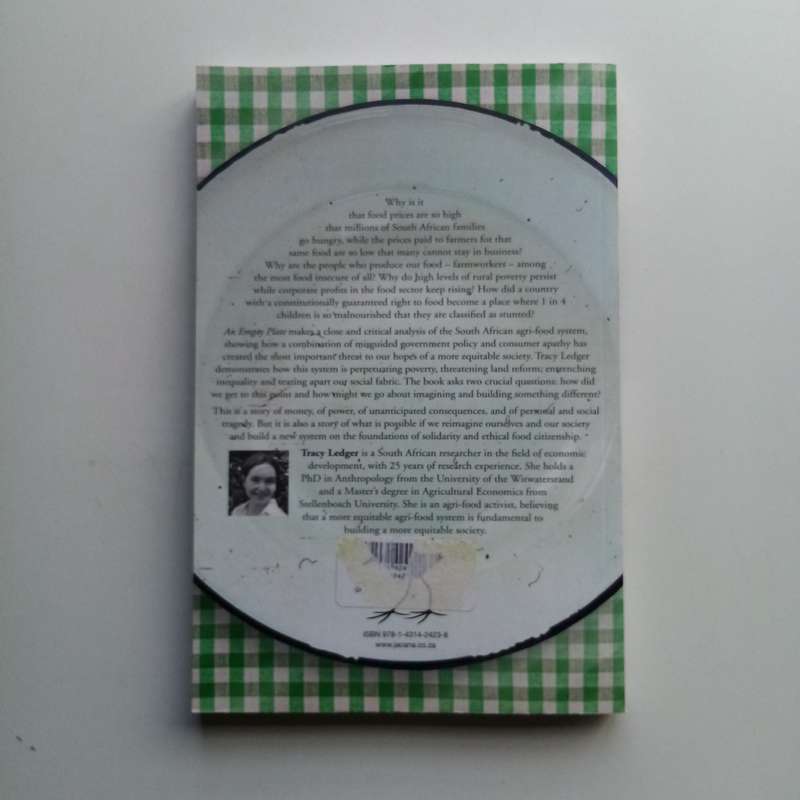 Why is it
that food prices are so high
that millions of South African families
go hungry, while the prices paid to farmers for that
same food are so low that many cannot stay in business?
Why are the people who produce our food – farmworkers – among
the most food insecure of all? Why do high levels of rural poverty persist
while corporate profits in the food sector keep rising? How did a country
with a constitutionally guaranteed right to food become a place where 1 in 4
children is so malnourished that they are classified as stunted?
An Empty Plate makes a close and critical analysis of the South African agri-food system,
showing how a combination of misguided government policy and consumer apathy has
created the most important threat to our hopes of a more equitable society. Tracy Ledger
demonstrates how this system is perpetuating poverty, threatening land reform, entrenching
inequality and tearing apart our social fabric. The book asks two crucial questions: how did
we get to this point and how might we go about imagining and building something different?
This is a story of money, of power, of unanticipated consequences, and of personal and social
tragedy. But it is also a story of what is possible if we reimagine ourselves and our society
and build a new system on the foundations of solidarity and ethical food citizenship.
Tracy Ledger is a South African researcher in the field of economic
development, with 25 years of research experience. She holds a
PhD in Anthropology from the University of the Witwatersrand
and a Master's degree in Agricultural Economics from
Stellenbosch University. She is an agri-food activist, believing
that a more equitable agri-food system is fundamental to
building a more equitable society.
ISBN 978-1-4314-2423-8
www.jacana.co.za